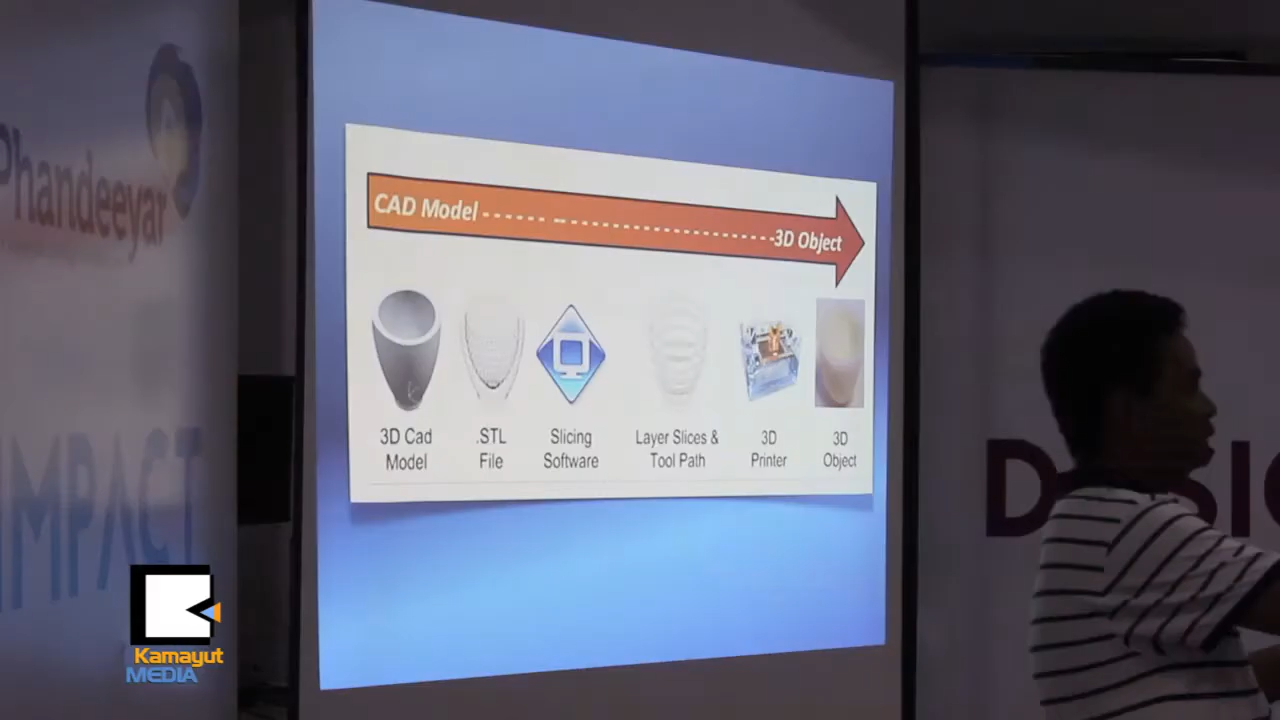 Phandeeyar
IMPACT
CAD Model
-3D Object
3D Cad
Model
.STL
File
Slicing
Software
Layer Slices &
Tool Path
3D
Printer
3D
Object
Kamayut
MEDIA